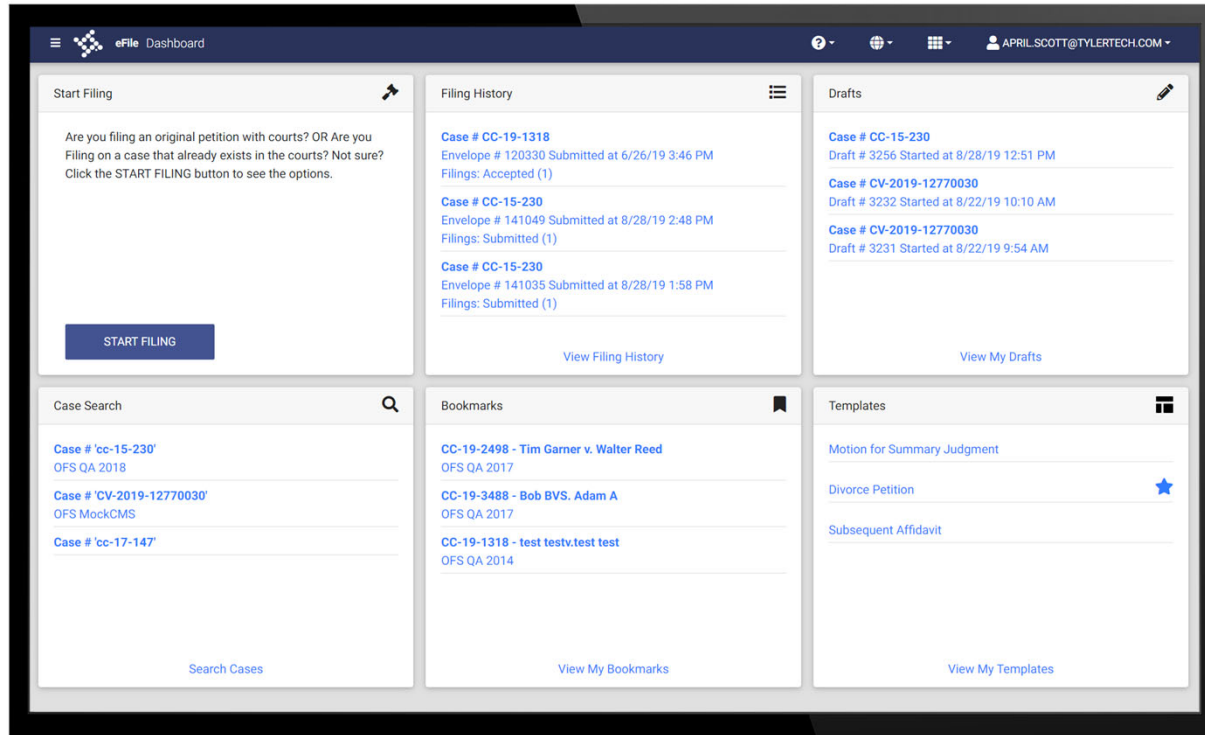 eFile Dashboard
APRIL.SCOTT@TYLERTECH.COM
Start Filing
Are you filing an original petition with courts? OR Are you
Filing on a case that already exists in the courts? Not sure?
Click the START FILING button to see the options.
START FILING
Filing History
Case # CC-19-1318
Envelope # 120330 Submitted at 6/26/19 3:46 PM
Filings: Accepted (1)
Case # CC-15-230
Envelope # 141049 Submitted at 8/28/19 2:48 PM
Filings: Submitted (1)
Case # CC-15-230
Envelope # 141035 Submitted at 8/28/19 1:58 PM
Filings: Submitted (1)
View Filing History
Drafts
Case # CC-15-230
Draft # 3256 Started at 8/28/19 12:51 PM
Case # CV-2019-12770030
Draft # 3232 Started at 8/22/19 10:10 AM
Case # CV-2019-12770030
Draft # 3231 Started at 8/22/19 9:54 AM
View My Drafts
Case Search
Case # 'cc-15-230'
OFS QA 2018
Case # 'CV-2019-12770030'
OFS MockCMS
Case # 'cc-17-147'
Search Cases
Bookmarks
CC-19-2498 - Tim Garner v. Walter Reed
OFS QA 2017
CC-19-3488 - Bob BVS. Adam A
OFS QA 2017
CC-19-1318 - test testv.test test
OFS QA 2014
View My Bookmarks
Templates
Motion for Summary Judgment
Divorce Petition
Subsequent Affidavit
View My Templates